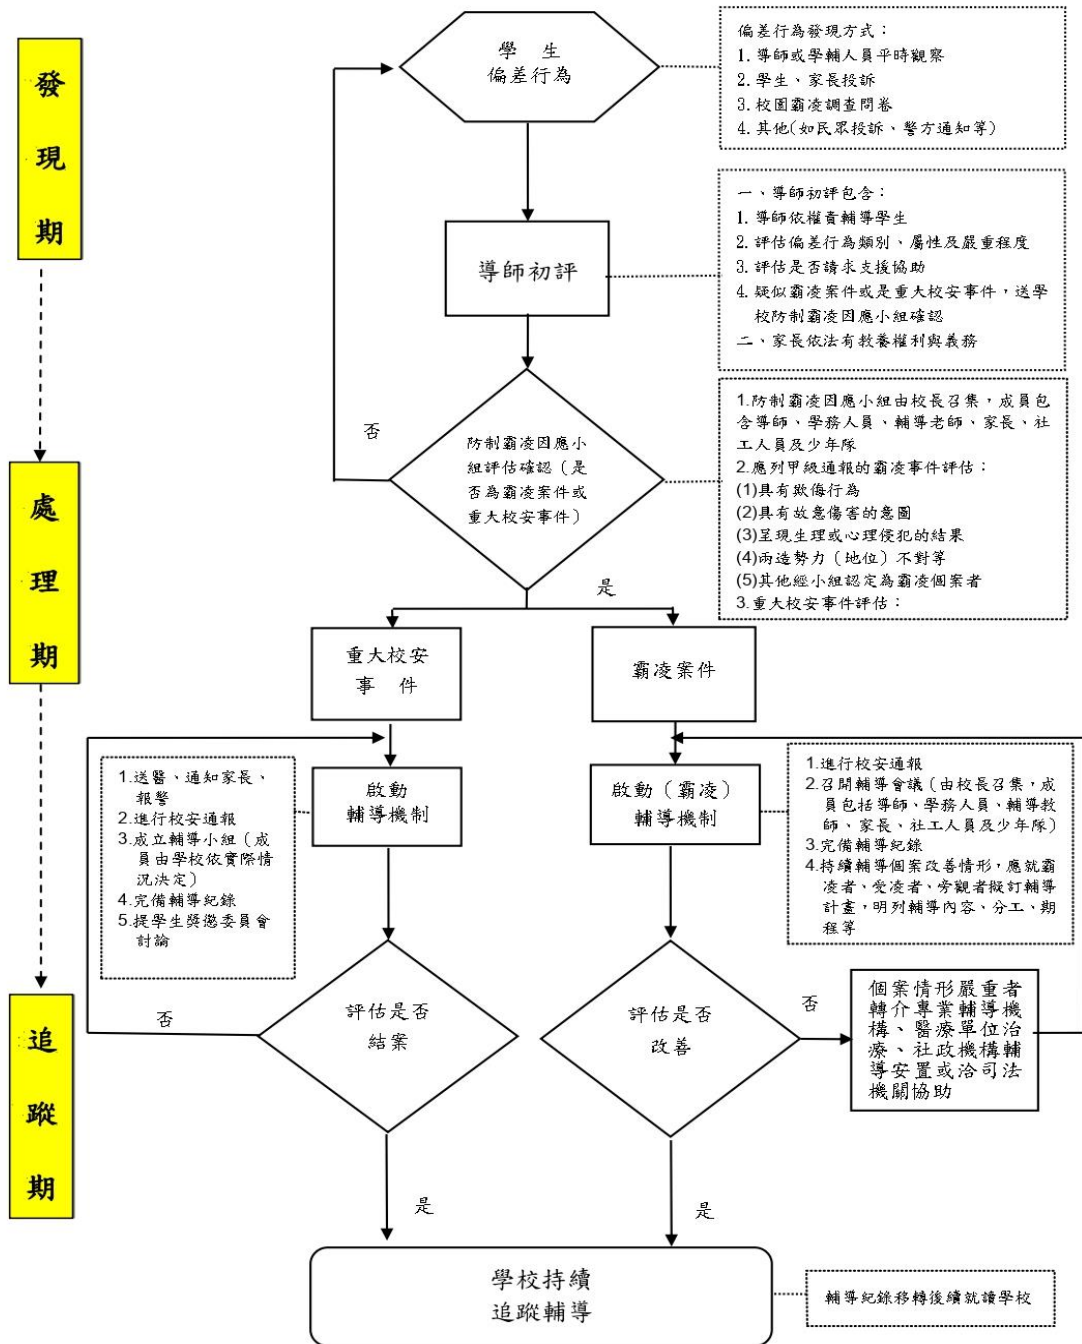 發現期
處理期
追蹤期
學 生
偏差行為
偏差行為發現方式：
1. 導師或學輔人員平時觀察
2. 學生、家長投訴
3. 校園霸凌調查問卷
4. 其他(如民眾投訴、警方通知等)
導師初評
一、導師初評包含：
1. 導師依權責輔導學生
2. 評估偏差行為類別、屬性及嚴重程度
3. 評估是否請求支援協助
4. 疑似霸凌案件或是重大校安事件，送學
校防制霸凌因應小組確認
二、家長依法有教養權利與義務
否
防制霸凌因應小
組評估確認（是
否為霸凌案件或
重大校安事件）
是
1.防制霸凌因應小組由校長召集，成員包
含導師、學務人員、輔導老師、家長、社
工人員及少年隊
2.應列甲級通報的霸凌事件評估：
(1)具有欺侮行為
(2)具有故意傷害的意圖
(3)呈現生理或心理侵犯的結果
(4)兩造勢力（地位）不對等
(5)其他經小組認定為霸凌個案者
3.重大校安事件評估：
重大校安
事 件
霸凌案件
1.送醫、通知家長、
報警
2.進行校安通報
3.成立輔導小組（成
員由學校依實際情
況決定）
4.完備輔導紀錄
5.提學生獎懲委員會
討論
啟動
輔導機制
啟動（霸凌）
輔導機制
1.進行校安通報
2.召開輔導會議（由校長召集，成
員包括導師、學務人員、輔導教
師、家長、社工人員及少年隊）
3.完備輔導紀錄
4.持續輔導個案改善情形，應就霸
凌者、受凌者、旁觀者擬訂輔導
計畫，明列輔導內容、分工、期
程等
否
評估是否
結案
評估是否
改善
否
個案情形嚴重者
轉介專業輔導機
構、醫療單位治
療、社政機構輔
導安置或洽司法
機關協助
是
是
學校持續
追蹤輔導
輔導紀錄移轉後續就讀學校